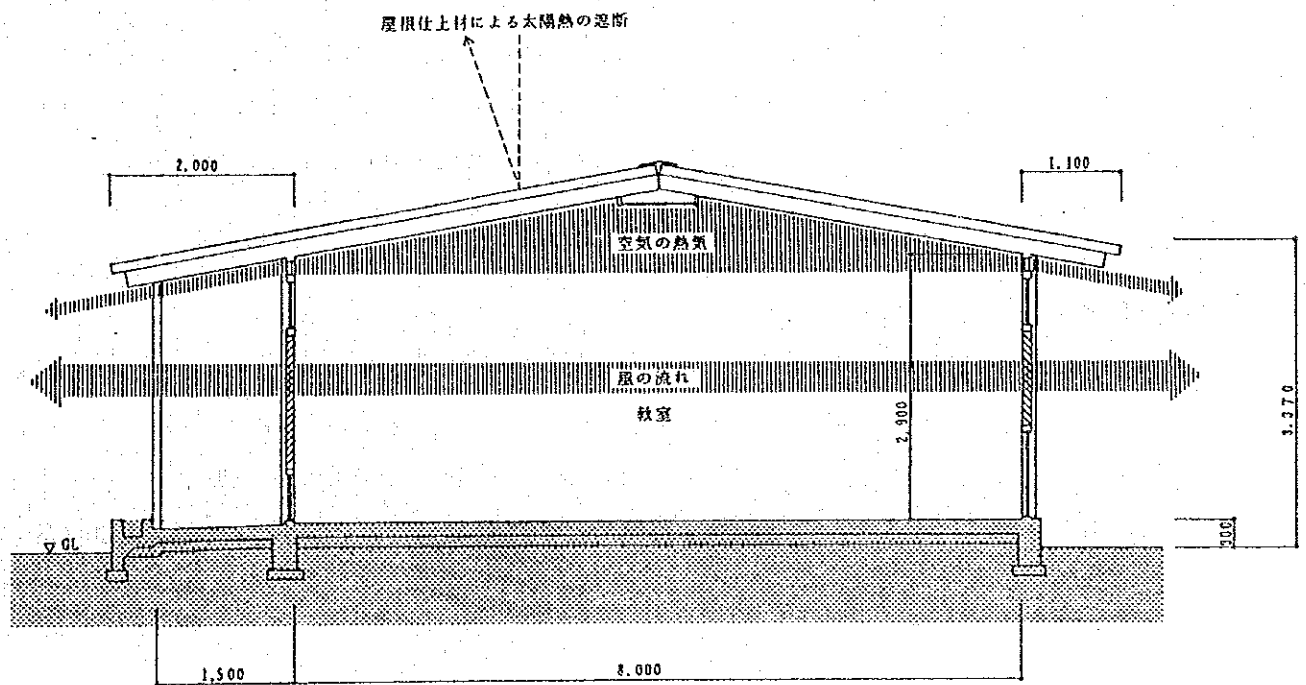 屋根仕上材による太陽熱の遮断
2,000
1,100
空気の熱気
風の流れ
教室
2,900
3,370
300
▽ GL
1,500
8,000